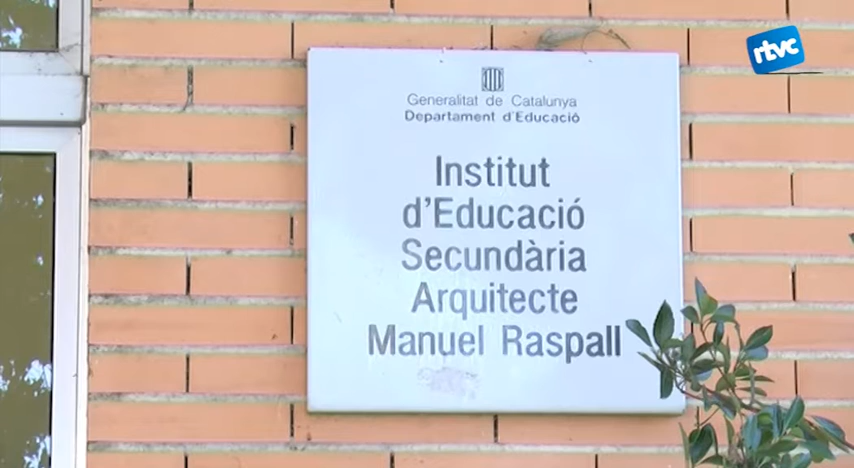 rtvc
Generalitat de Catalunya
Departament d'Educació
Institut
d'Educació
Secundària
Arquitecte
Manuel Raspall